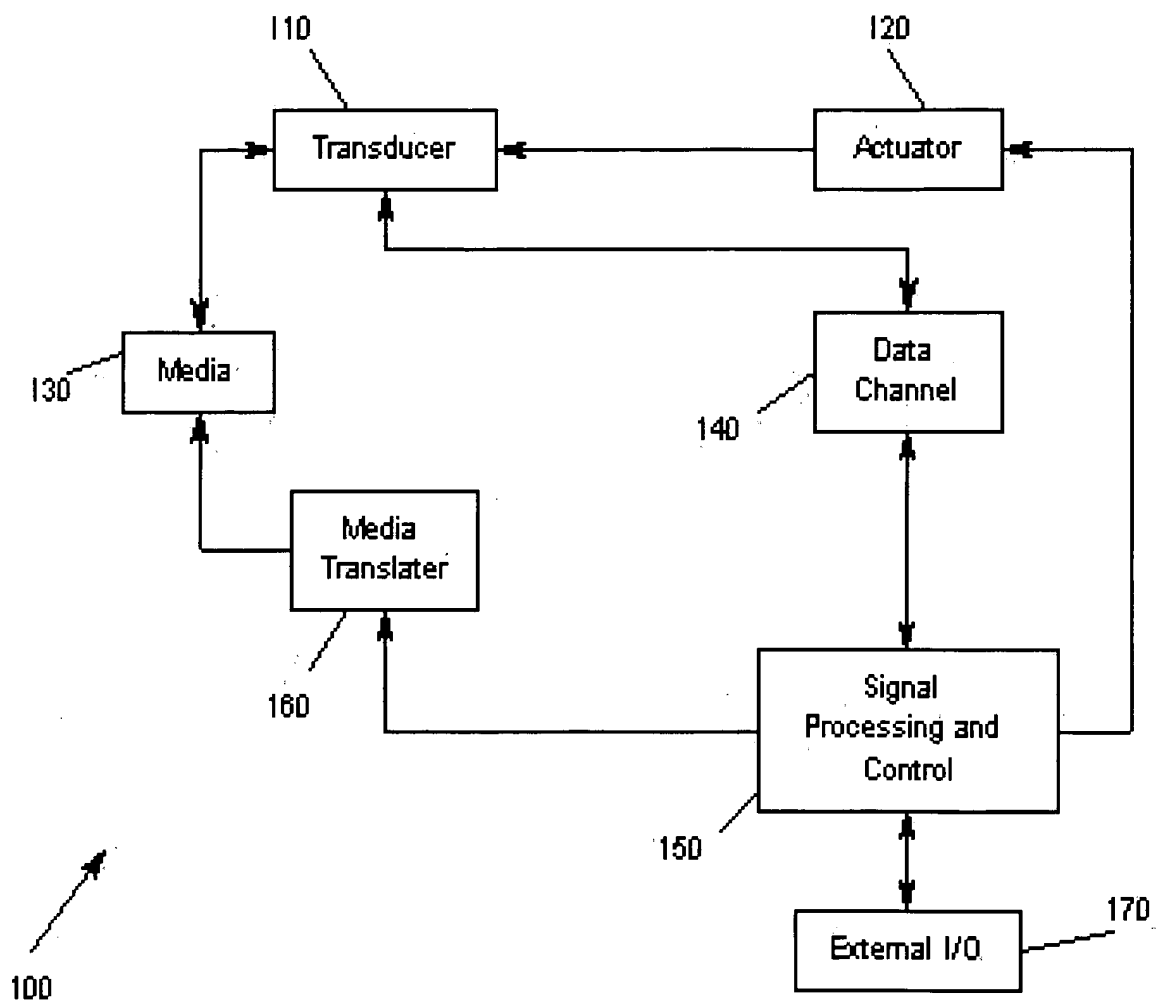 110
120
Transducer
Actuator
130
Media
Data
Channel
140
Media
Translater
160
Signal
Processing and
Control
150
170
External I/O
100